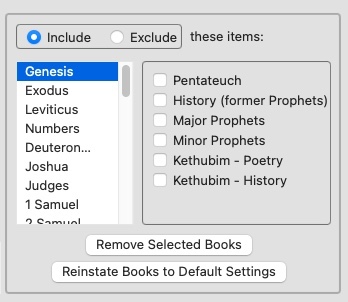 Include Exclude these items:
Genesis
Exodus
Leviticus
Numbers
Deuteron...
Joshua
Judges
1 Samuel
2 Samuel
Pentateuch
History (former Prophets)
Major Prophets
Minor Prophets
Kethubim - Poetry
Kethubim - History
Remove Selected Books
Reinstate Books to Default Settings